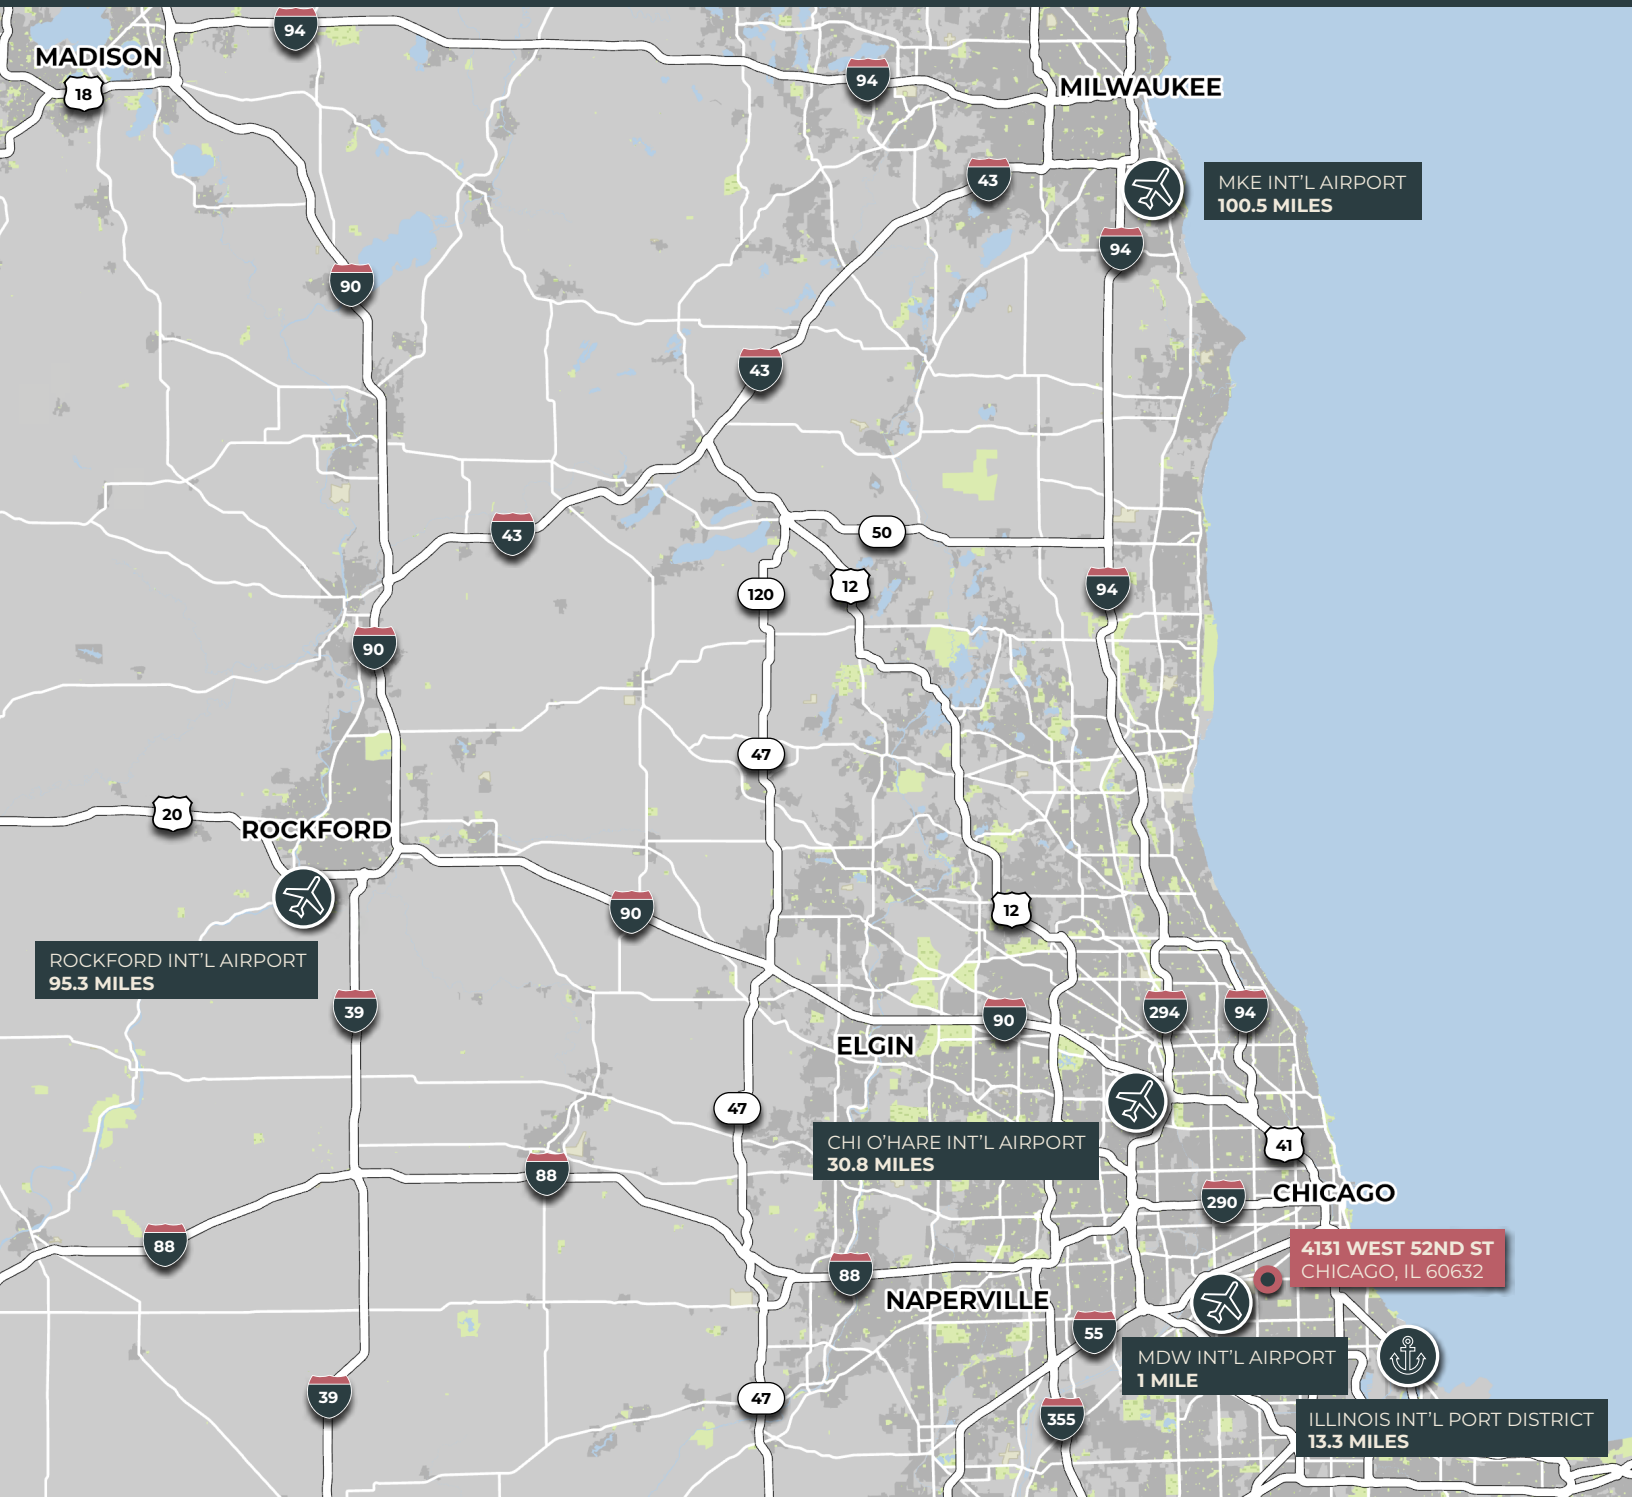 94
MADISON
18
94
MILWAUKEE
43
MKE INT'L AIRPORT
100.5 MILES
94
90
43
43
50
94
120
12
90
47
20
ROCKFORD
90
12
ROCKFORD INT'L AIRPORT
95.3 MILES
39
90
294
94
ELGIN
47
CHI O'HARE INT'L AIRPORT
30.8 MILES
41
88
290
CHICAGO
88
88
4131 WEST 52ND ST
CHICAGO, IL 60632
NAPERVILLE
55
MDW INT'L AIRPORT
1 MILE
39
47
355
ILLINOIS INT'L PORT DISTRICT
13.3 MILES